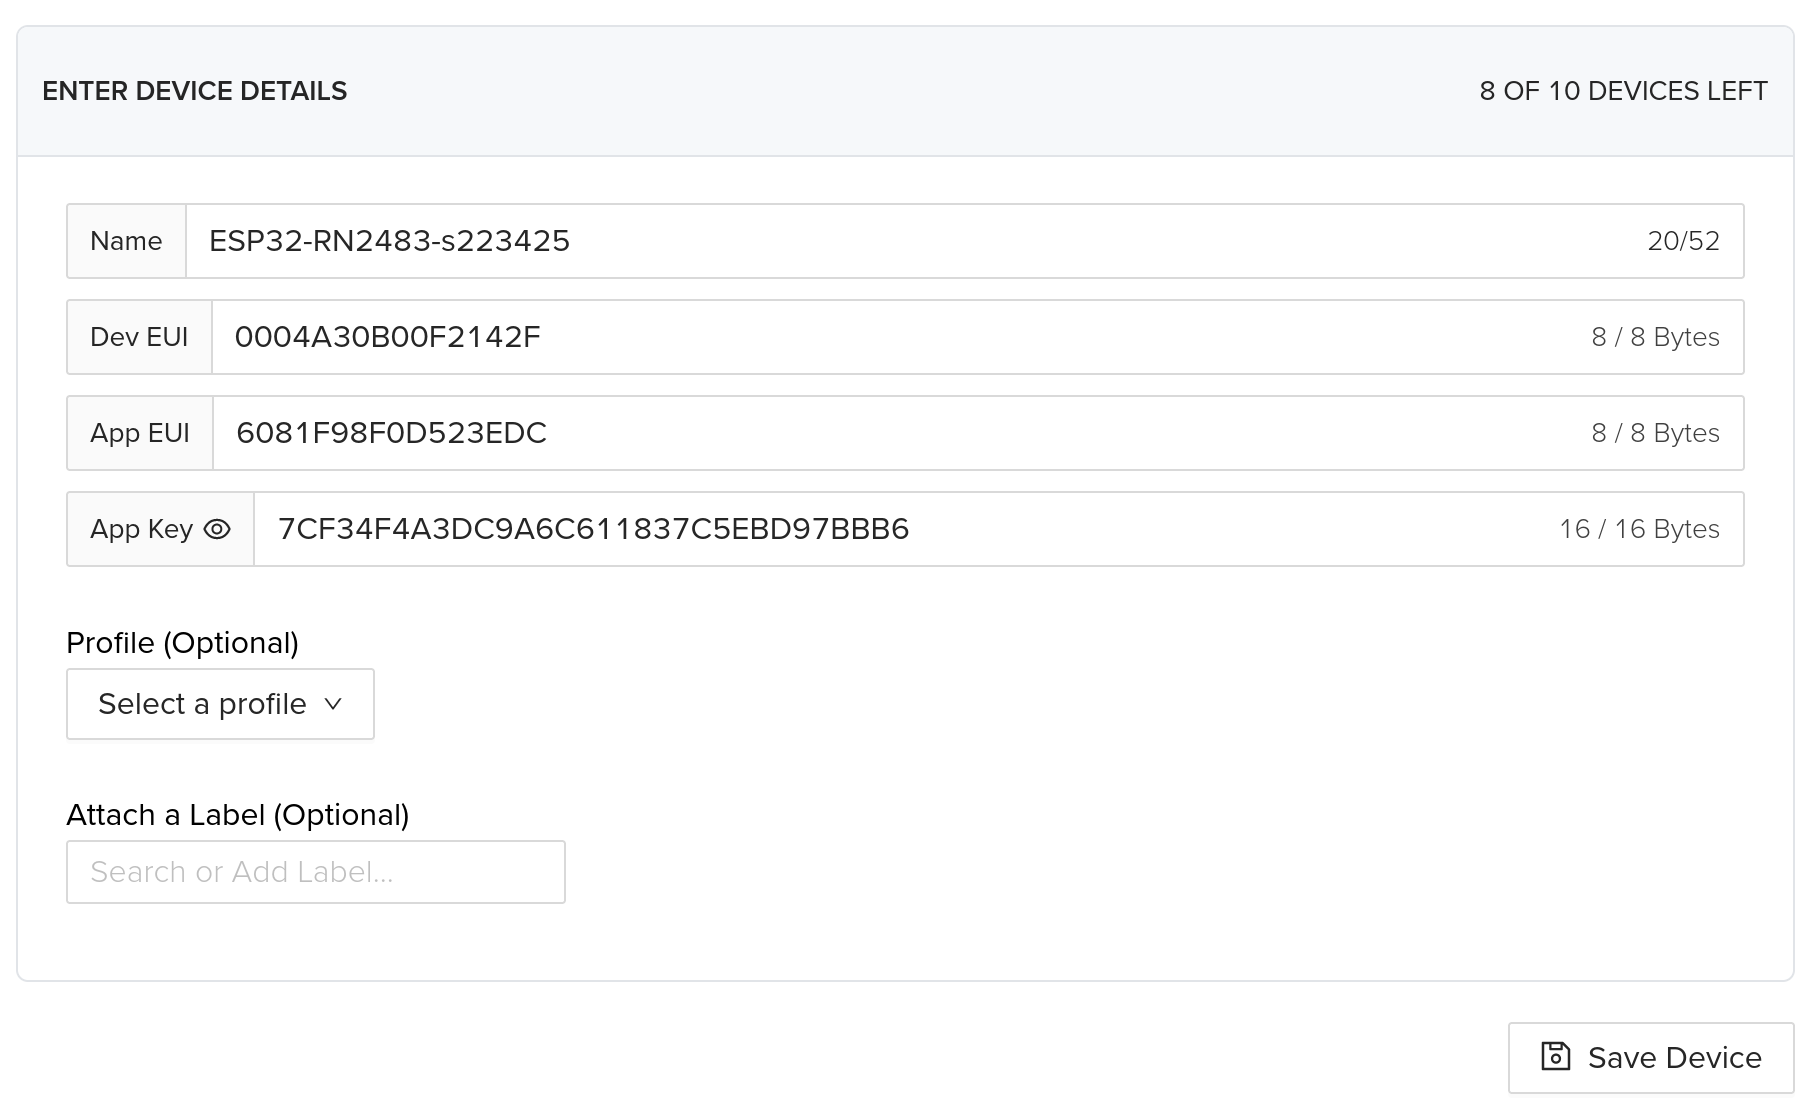 ENTER DEVICE DETAILS 8 OF 10 DEVICES LEFT
Name ESP32-RN2483-s223425 20/52
Dev EUI 0004A30B00F2142F 8 / 8 Bytes
App EUI 6081F98F0D523EDC 8 / 8 Bytes
App Key 7CF34F4A3DC9A6C611837C5EBD97BBB6 16 / 16 Bytes
Profile (Optional)
Select a profile
Attach a Label (Optional)
Search or Add Label...
Save Device